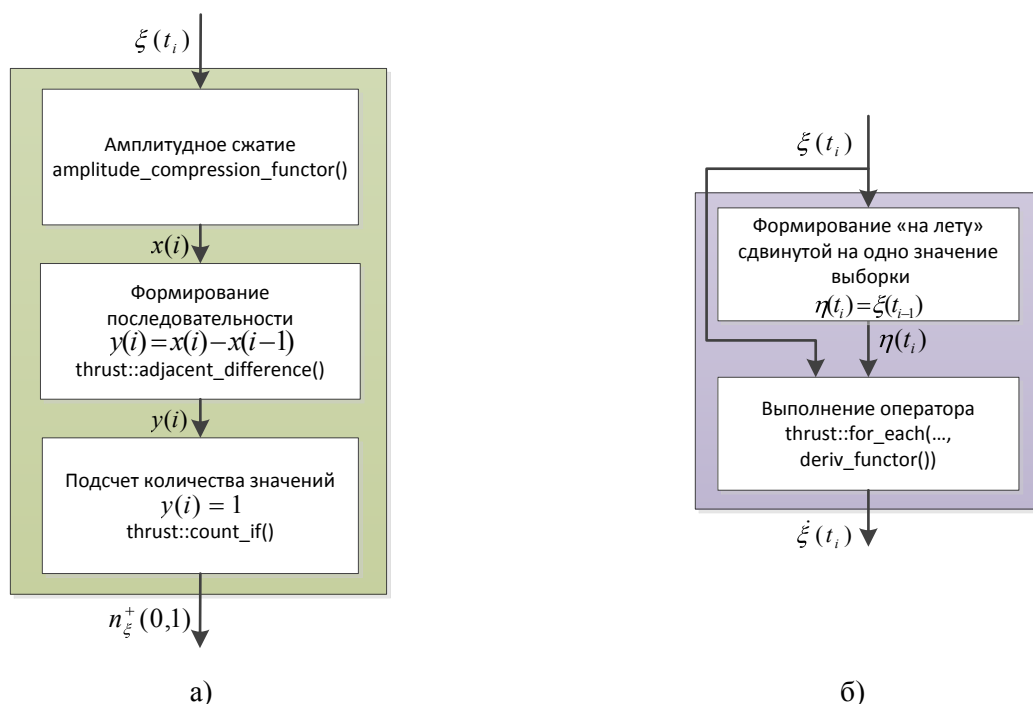 ξ(tᵢ)
Амплитудное сжатие
amplitude_compression_functor()
x(i)
Формирование
последовательности
y(i)=x(i)−x(i−1)
thrust::adjacent_difference()
y(i)
Подсчет количества значений
y(i) = 1
thrust::count_if()
n_ξ^+(0,1)
а)
ξ(tᵢ)
Формирование «на лету»
сдвинутой на одно значение
выборки
η(tᵢ)=ξ(tᵢ₋₁)
η(tᵢ)
Выполнение оператора
thrust::for_each(…,
deriv_functor())
ξ̇(tᵢ)
б)